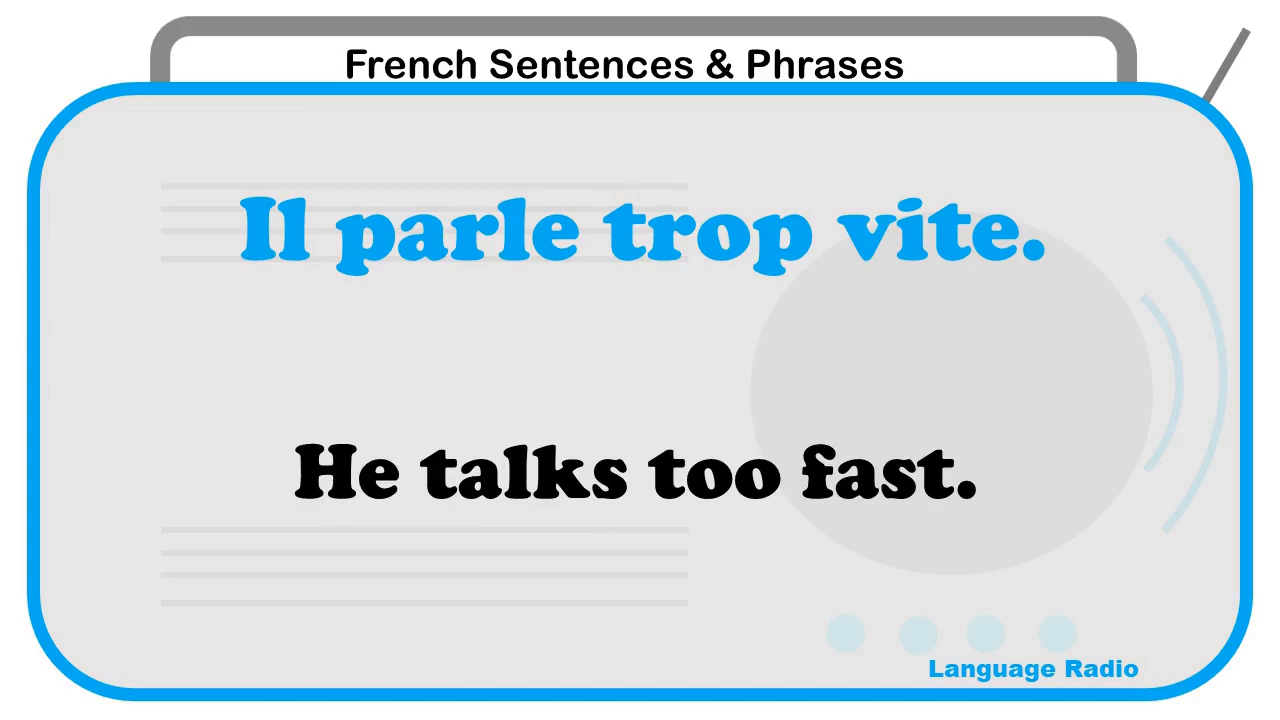 French Sentences & Phrases
Il parle trop vite.
He talks too fast.
Language Radio